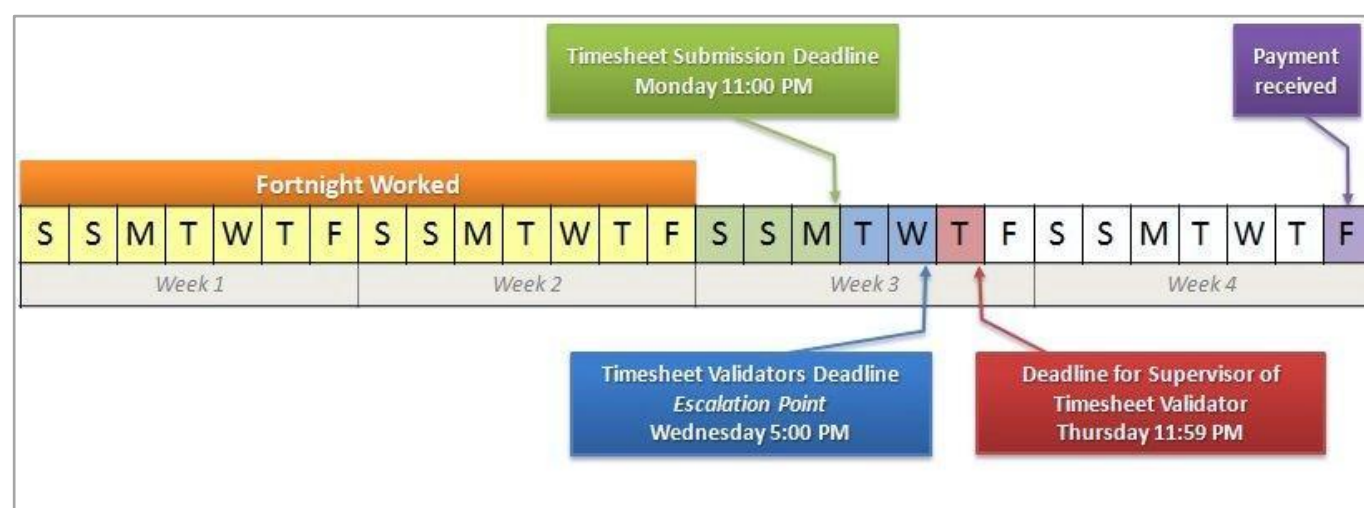 Timesheet Submission Deadline
Monday 11:00 PM
Payment
received
Fortnight Worked
S S M T W T F S S M T W T F S S M T W T F S S M T W T F
Week 1 Week 2 Week 3 Week 4
Timesheet Validators Deadline
Escalation Point
Wednesday 5:00 PM
Deadline for Supervisor of
Timesheet Validator
Thursday 11:59 PM